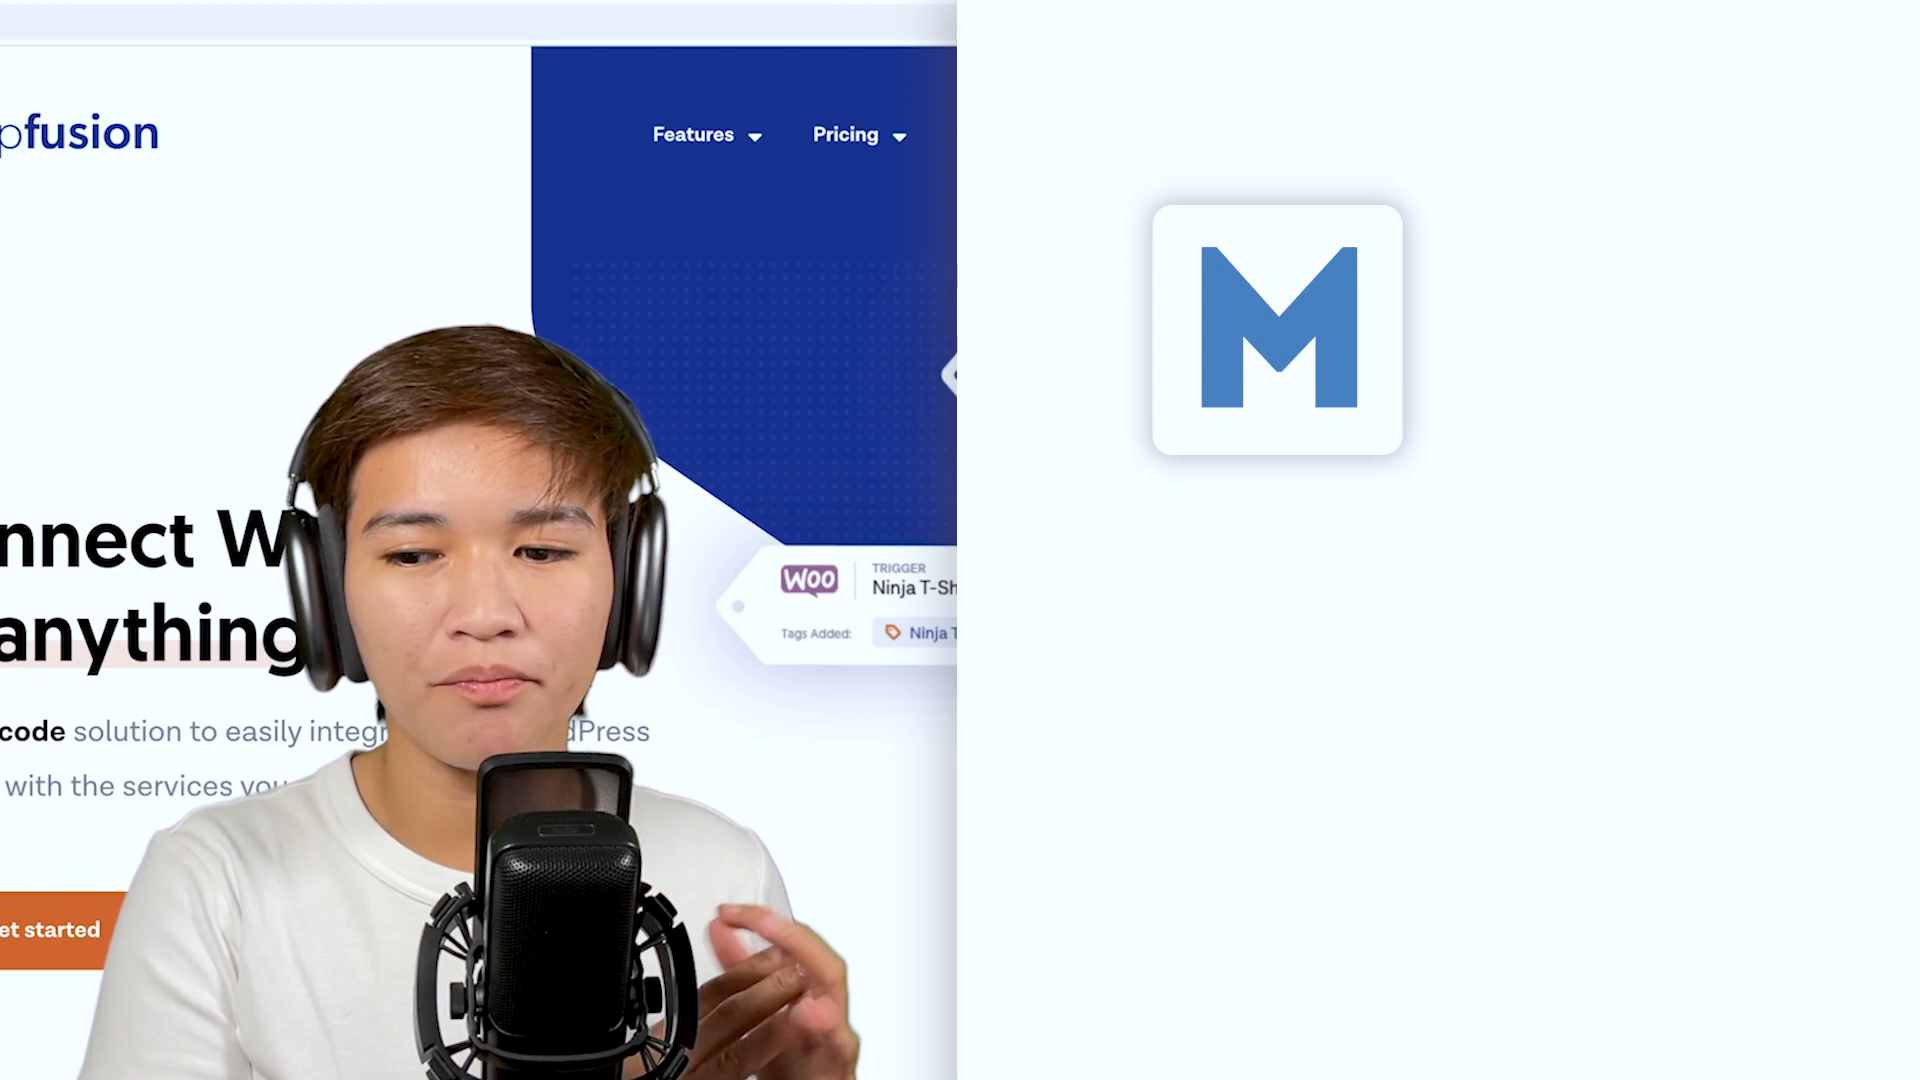 pfusion
Features
Pricing
nnect W
anything
TRIGGER
Woo
Ninja T-Sh
Tags Added:
Ninja T
code solution to easily integr dPress
with the services you
et started
M